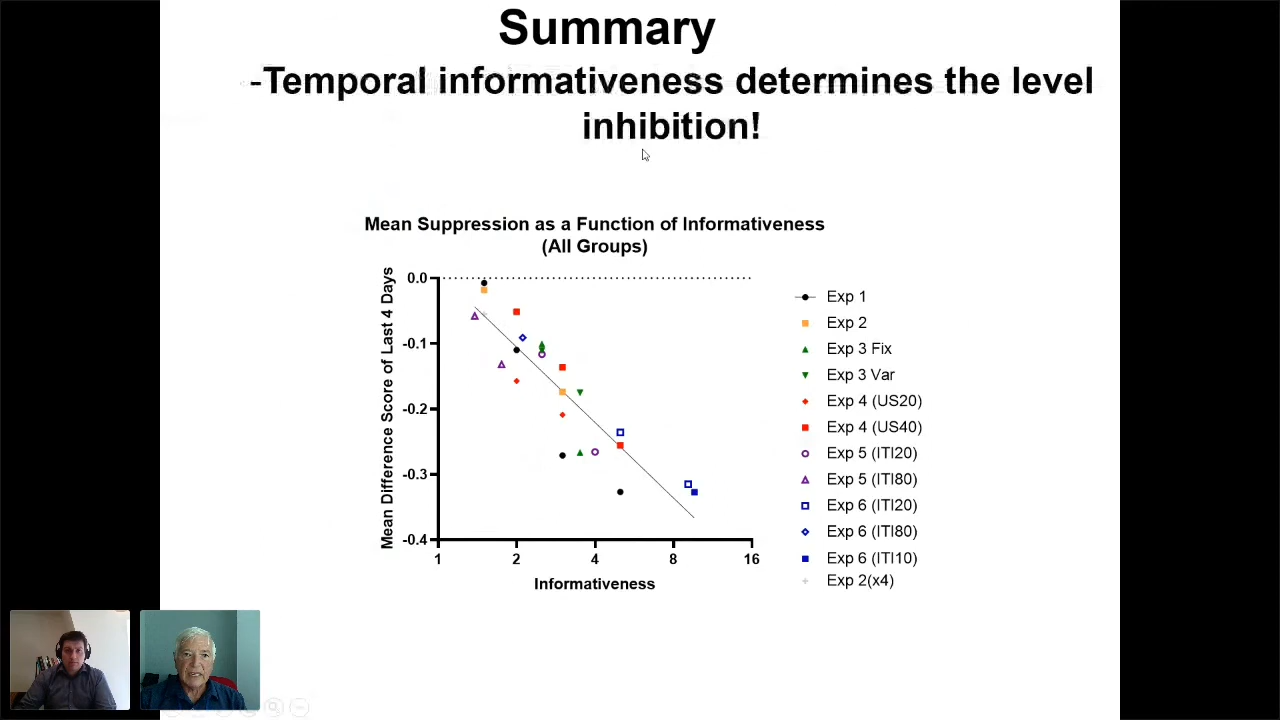 Summary
-Temporal informativeness determines the level
inhibition!
Mean Suppression as a Function of Informativeness
(All Groups)
Mean Difference Score of Last 4 Days
0.0
-0.1
-0.2
-0.3
-0.4
1 2 4 8 16
Informativeness
Exp 1
Exp 2
Exp 3 Fix
Exp 3 Var
Exp 4 (US20)
Exp 4 (US40)
Exp 5 (ITI20)
Exp 5 (ITI80)
Exp 6 (ITI20)
Exp 6 (ITI80)
Exp 6 (ITI10)
Exp 2(x4)